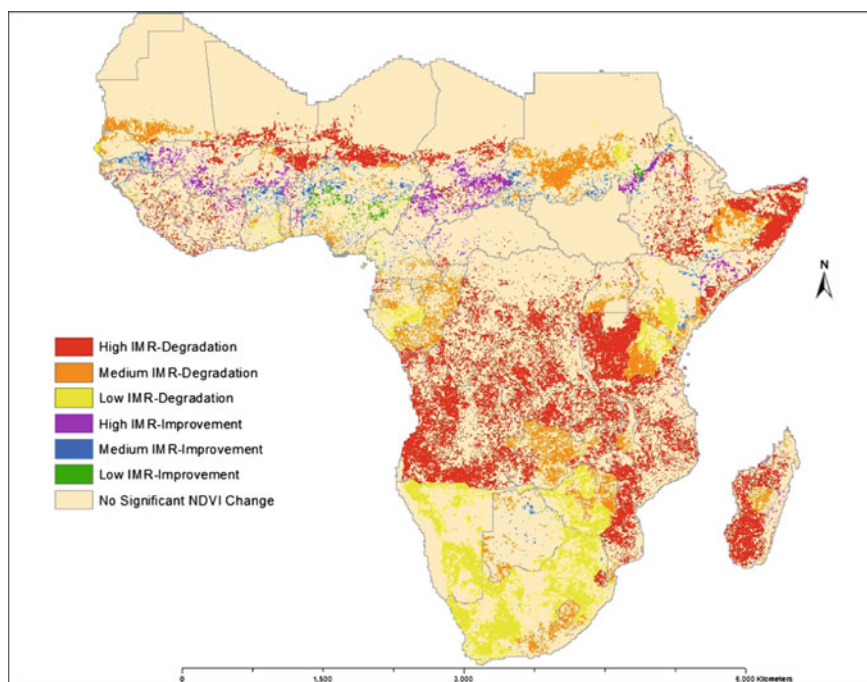 N
High IMR-Degradation
Medium IMR-Degradation
Low IMR-Degradation
High IMR-Improvement
Medium IMR-Improvement
Low IMR-Improvement
No Significant NDVI Change
0 1,500 3,000 6,000 Kilometers